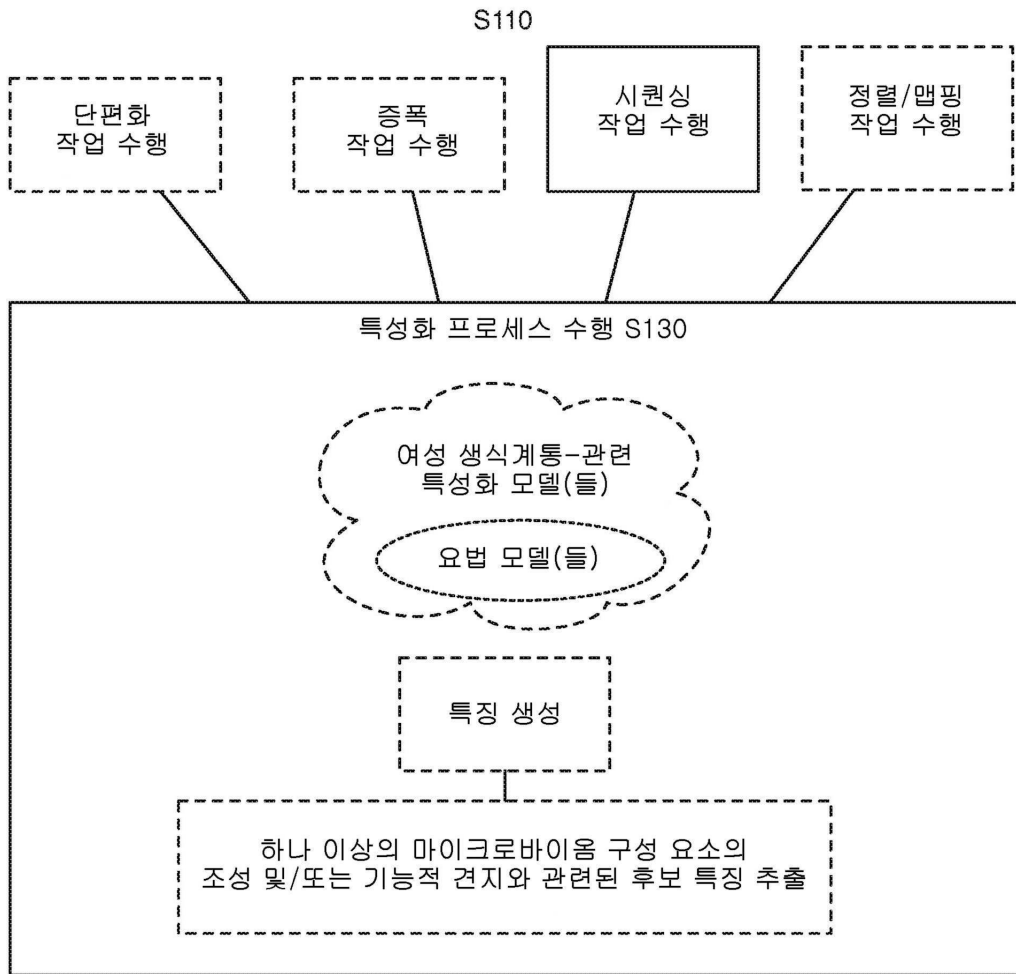 S110
단편화
작업 수행
증폭
작업 수행
시퀀싱
작업 수행
정렬/맵핑
작업 수행
특성화 프로세스 수행 S130
여성 생식계통-관련
특성화 모델(들)
요법 모델(들)
특징 생성
하나 이상의 마이크로바이옴 구성 요소의
조성 및/또는 기능적 견지와 관련된 후보 특징 추출